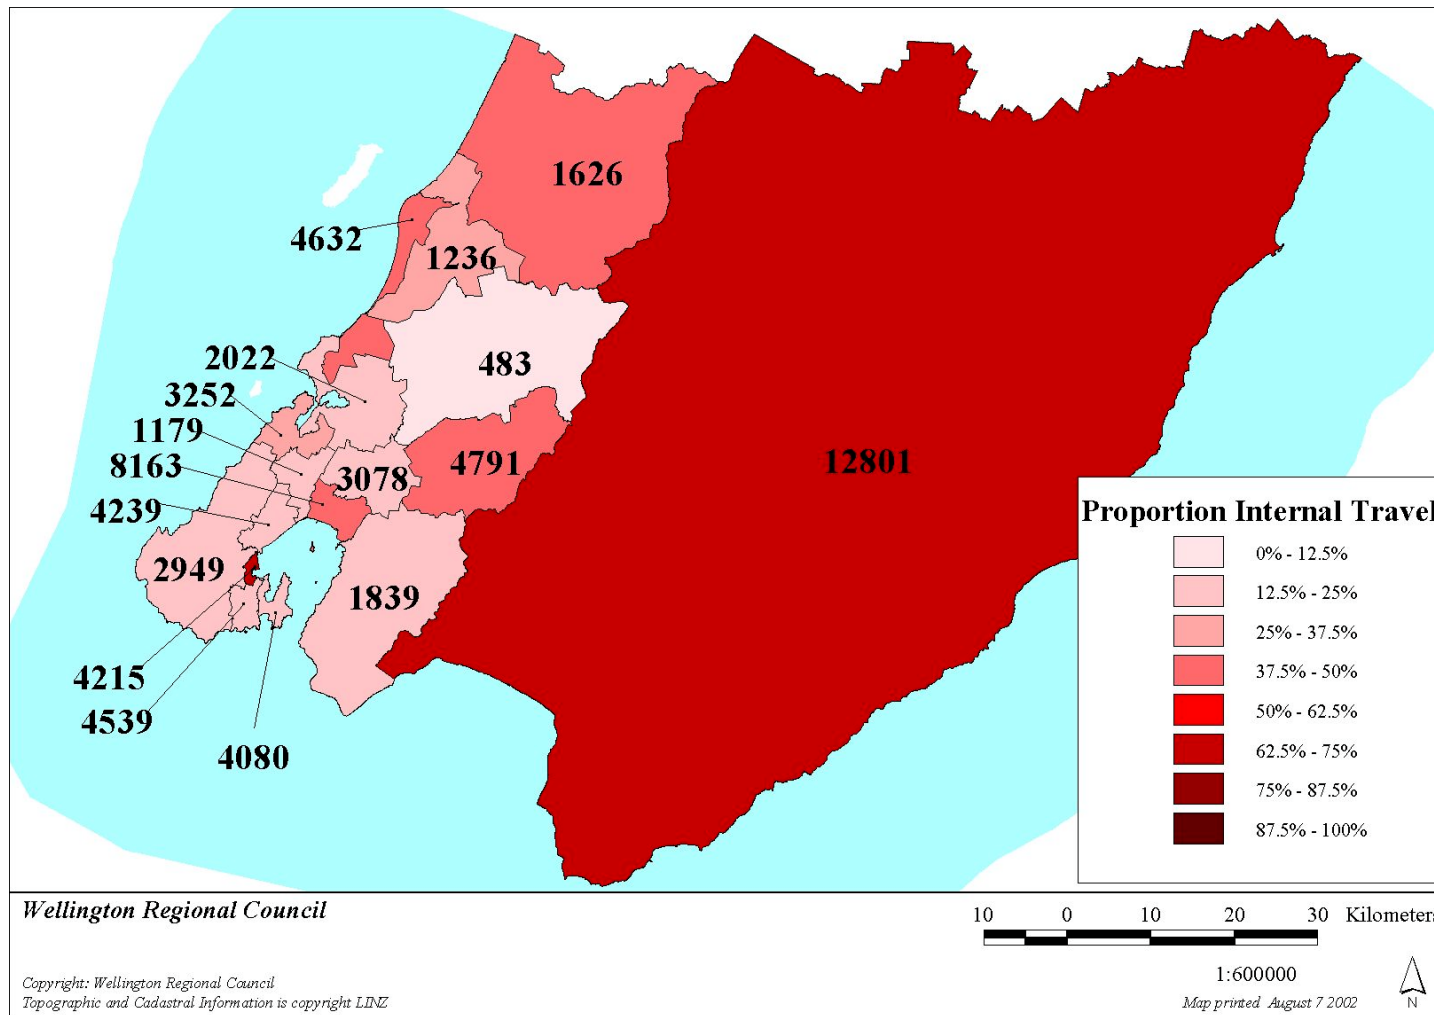 1626
4632
1236
2022
483
3252
1179
8163
3078
4791
12801
4239
2949
1839
4215
4539
4080
Proportion Internal Travel
0% - 12.5%
12.5% - 25%
25% - 37.5%
37.5% - 50%
50% - 62.5%
62.5% - 75%
75% - 87.5%
87.5% - 100%
Wellington Regional Council
10 0 10 20 30 Kilometers
1:600000
Copyright: Wellington Regional Council
Topographic and Cadastral Information is copyright LINZ
Map printed August 7 2002
N